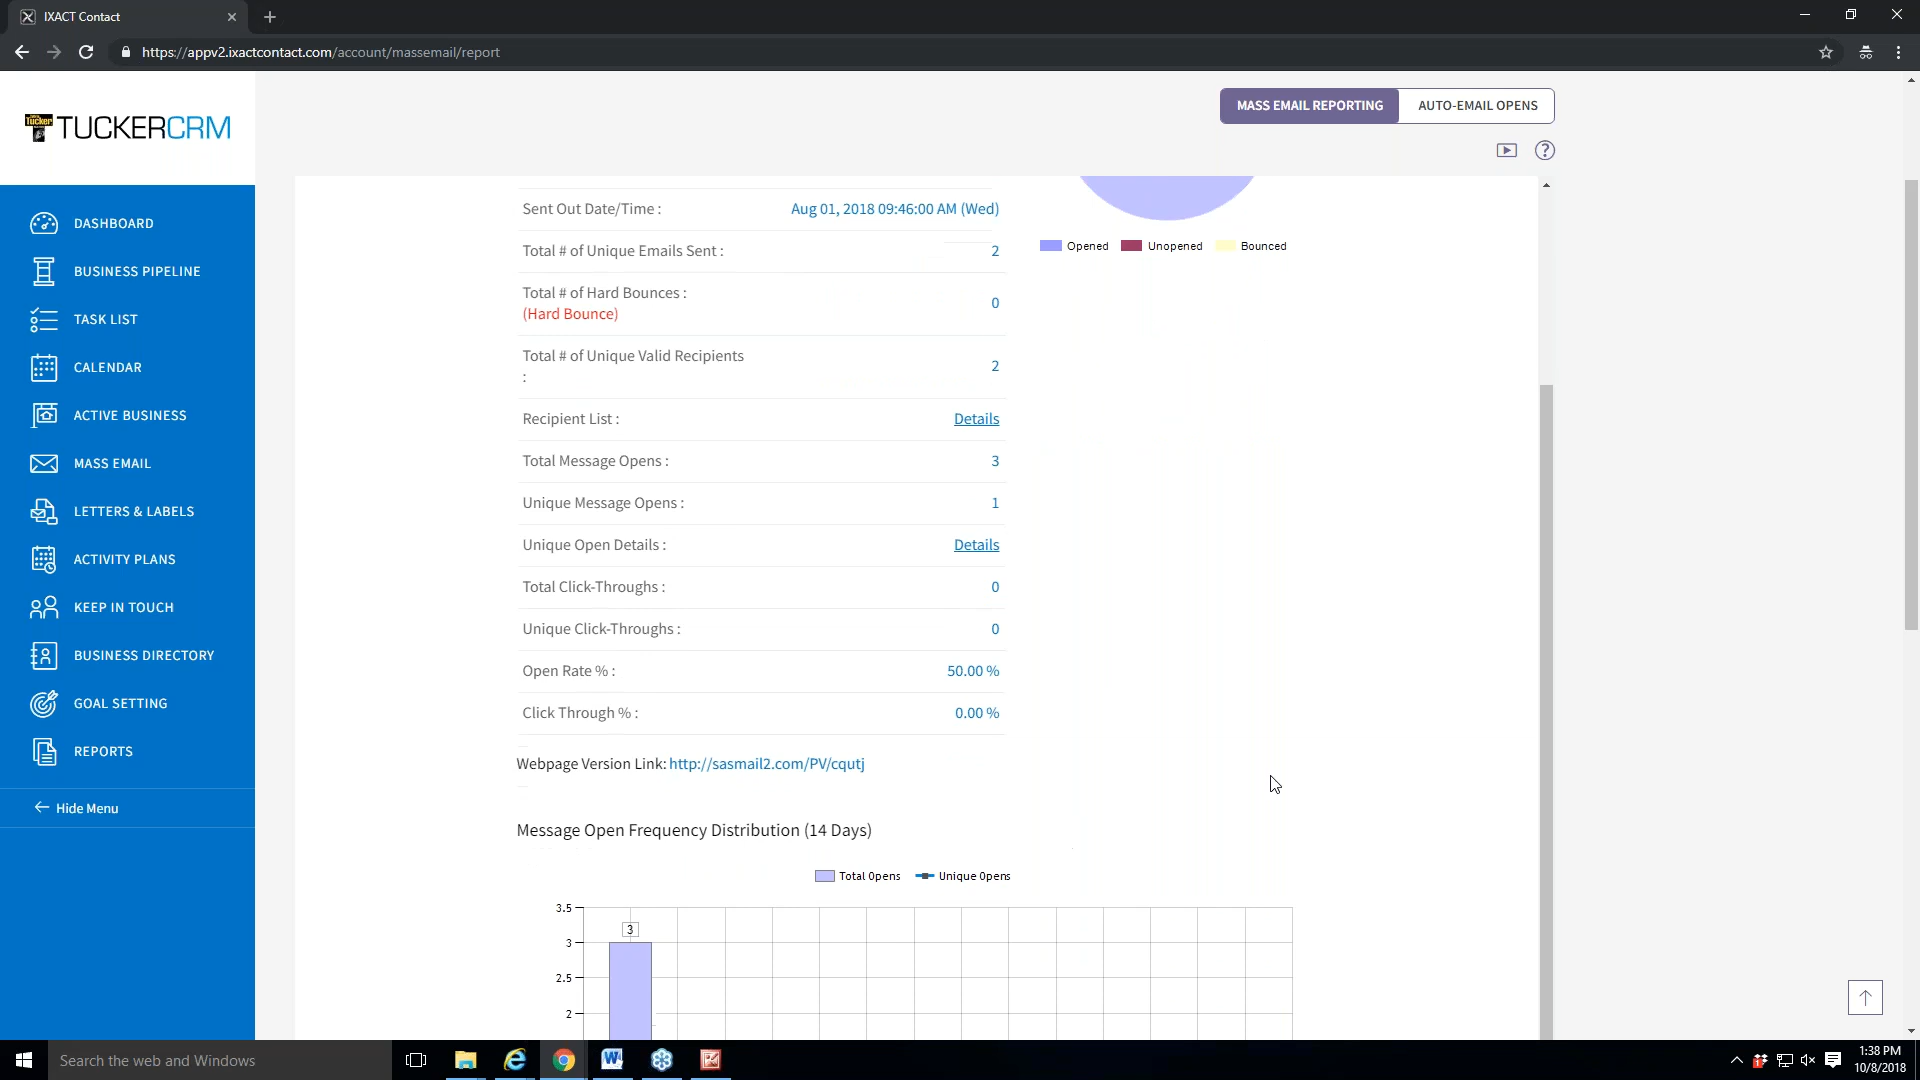 IXACT Contact
https://appv2.ixactcontact.com/account/massemail/report
Tucker TUCKERCRM
MASS EMAIL REPORTING
AUTO-EMAIL OPENS
DASHBOARD
BUSINESS PIPELINE
TASK LIST
CALENDAR
ACTIVE BUSINESS
MASS EMAIL
LETTERS & LABELS
ACTIVITY PLANS
KEEP IN TOUCH
BUSINESS DIRECTORY
GOAL SETTING
REPORTS
Hide Menu
Sent Out Date/Time : Aug 01, 2018 09:46:00 AM (Wed)
Total # of Unique Emails Sent : 2
Total # of Hard Bounces :
(Hard Bounce) 0
Total # of Unique Valid Recipients
: 2
Recipient List : Details
Total Message Opens : 3
Unique Message Opens : 1
Unique Open Details : Details
Total Click-Throughs : 0
Unique Click-Throughs : 0
Open Rate % : 50.00 %
Click Through % : 0.00 %
Opened Unopened Bounced
Webpage Version Link: http://sasmail2.com/PV/cqutj
Message Open Frequency Distribution (14 Days)
Total Opens Unique Opens
3.5
3
3
2.5
2
Search the web and Windows
1:38 PM
10/8/2018